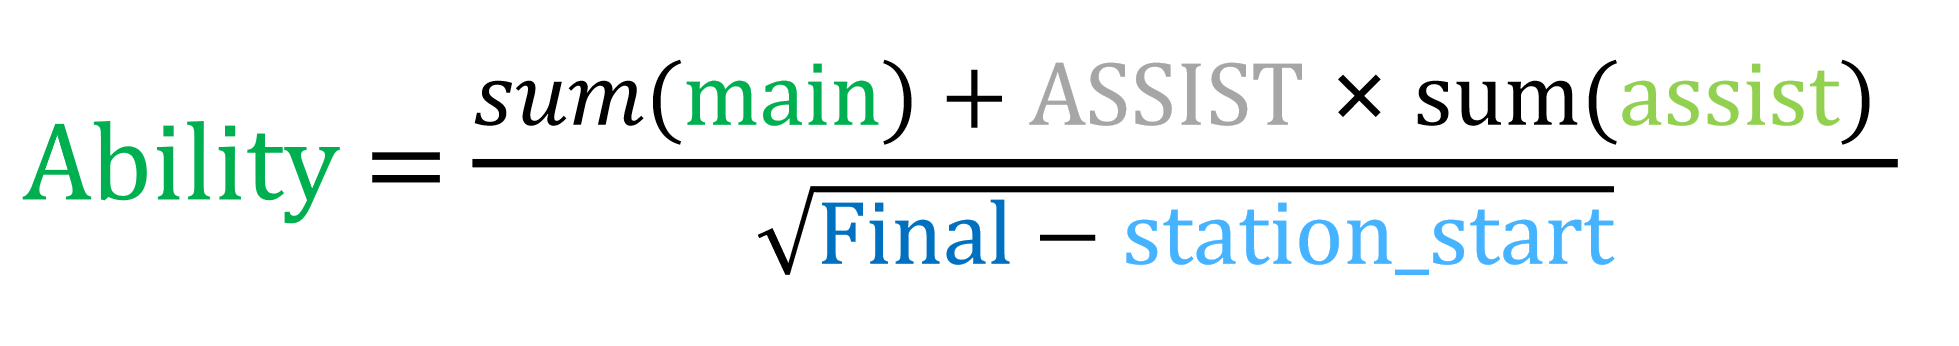 Ability = sum(main) + ASSIST × sum(assist)
√Final − station_start